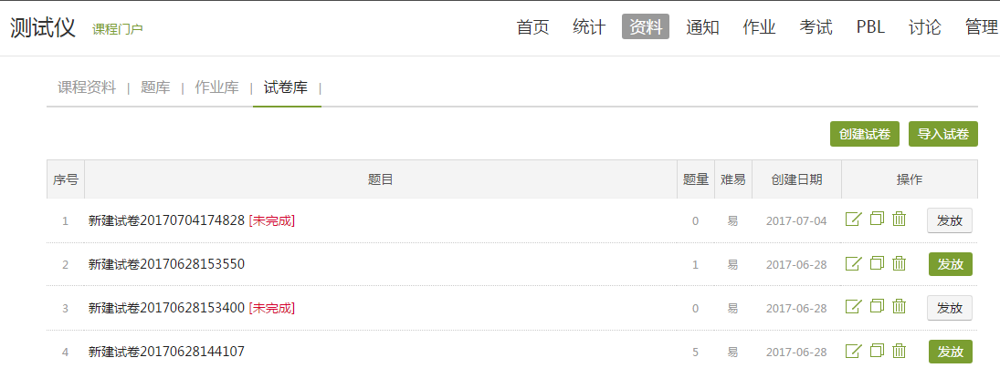 测试仪 课程门户 首页 统计 资料 通知 作业 考试 PBL 讨论 管理
课程资料 | 题库 | 作业库 | 试卷库 |
创建试卷 导入试卷
序号 题目 题量 难易 创建日期 操作
1 新建试卷20170704174828 [未完成] 0 易 2017-07-04 发放
2 新建试卷20170628153550 1 易 2017-06-28 发放
3 新建试卷20170628153400 [未完成] 0 易 2017-06-28 发放
4 新建试卷20170628144107 5 易 2017-06-28 发放